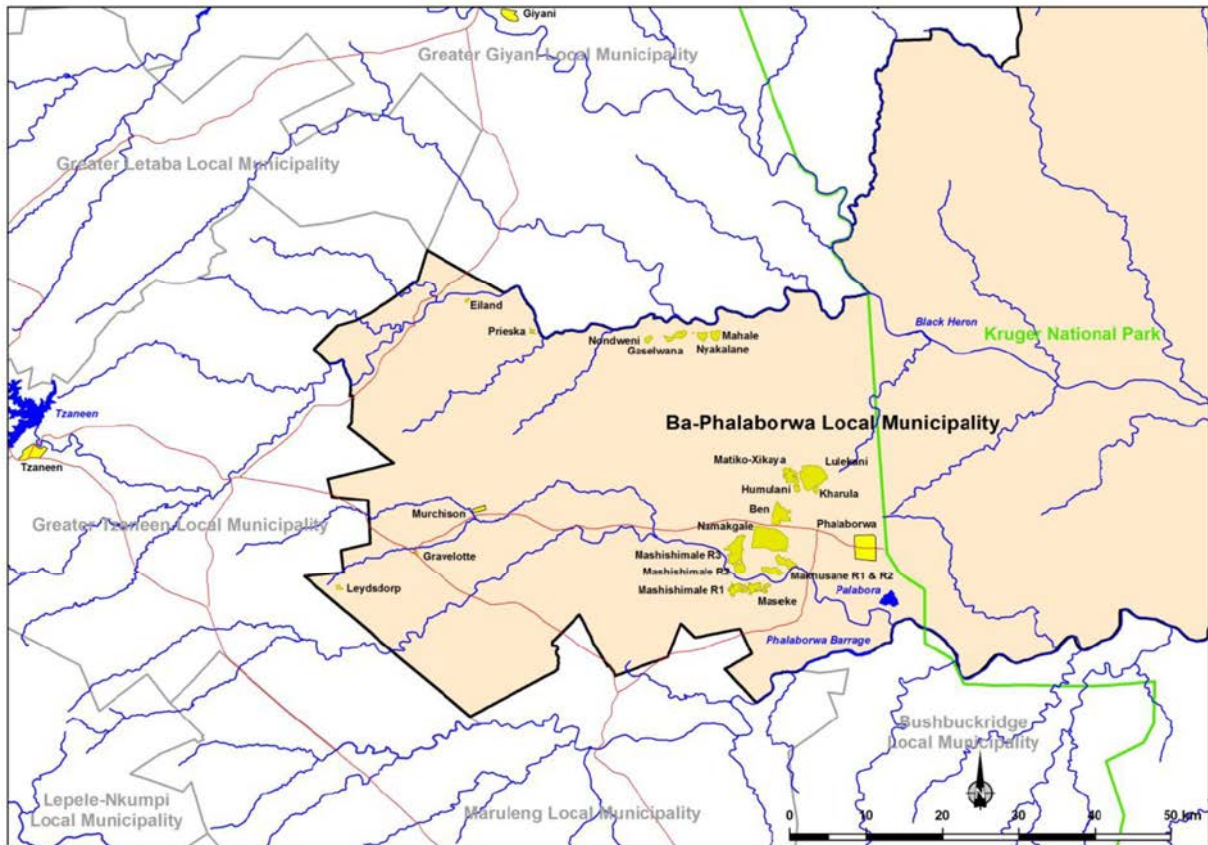 Giyani
Greater Giyani Local Municipality
Greater Letaba Local Municipality
Eiland
Prieska
Nondweni
Mahale
Gaselwana
Nyakalane
Black Heron
Kruger National Park
Tzaneen
Tzaneen
Ba-Phalaborwa Local Municipality
Matiko-Xikaya
Lulekani
Humulani
Kharula
Murchison
Ben
Greater Tzaneen Local Municipality
Namakgale
Phalaborwa
Gravelotte
Mashishimale R3
Mashishimale R2
Makhusane R1 & R2
Leydsdorp
Mashishimale R1
Palabora
Maseke
Phalaborwa Barrage
Bushbuckridge
Local Municipality
N
Lepele-Nkumpi
Local Municipality
Maruleng Local Municipality
0 10 20 30 40 50 km